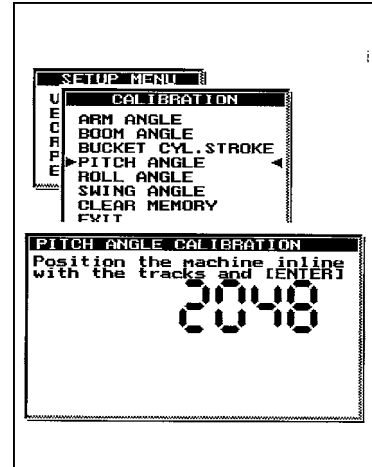 SETUP MENU
U
E
C
R
P
E
CALIBRATION
ARM ANGLE
BOOM ANGLE
BUCKET CYL.STROKE
PITCH ANGLE
ROLL ANGLE
SWING ANGLE
CLEAR MEMORY
EXIT
PITCH ANGLE CALIBRATION
Position the machine inline
with the tracks and [ENTER]
2048